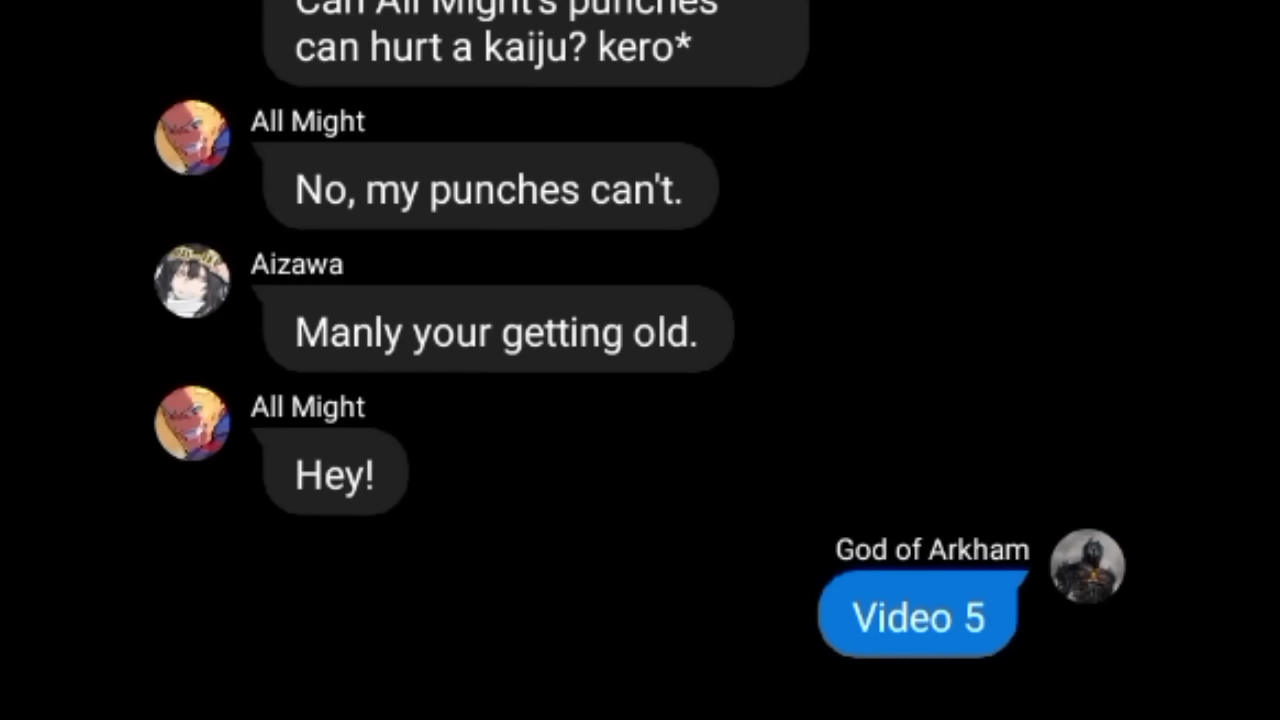 Can All Might's punches
can hurt a kaiju? kero*
All Might
No, my punches can't.
Aizawa
Manly your getting old.
All Might
Hey!
God of Arkham
Video 5